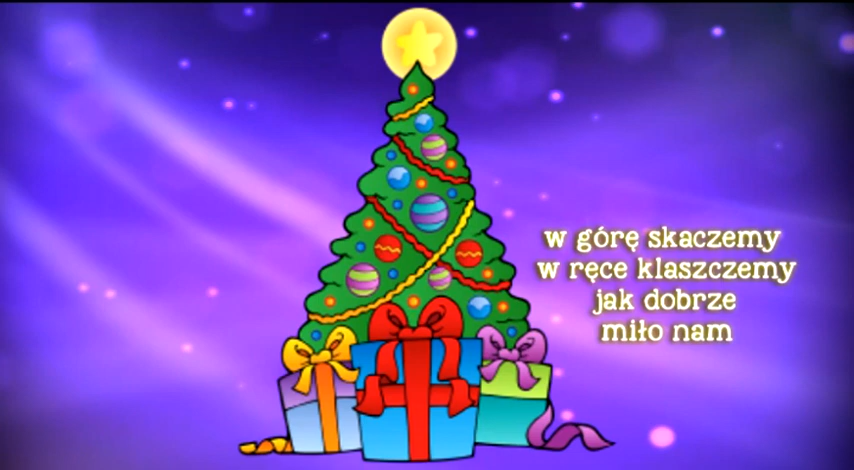 w górę skaczemy
w ręce klaszczemy
jak dobrze
miło nam